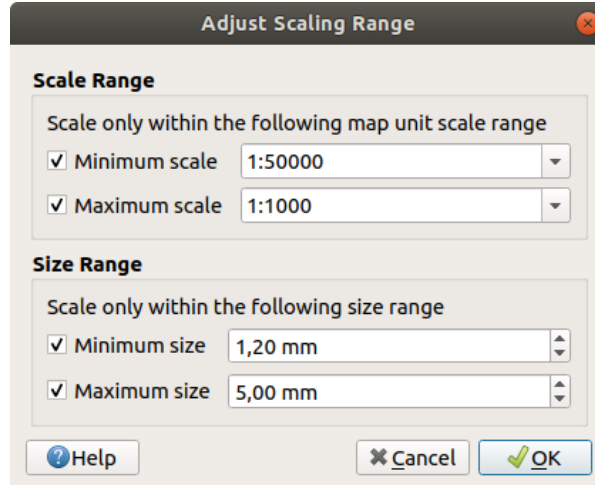 Adjust Scaling Range
Scale Range
Scale only within the following map unit scale range
Minimum scale 1:50000
Maximum scale 1:1000
Size Range
Scale only within the following size range
Minimum size 1,20 mm
Maximum size 5,00 mm
Help Cancel OK